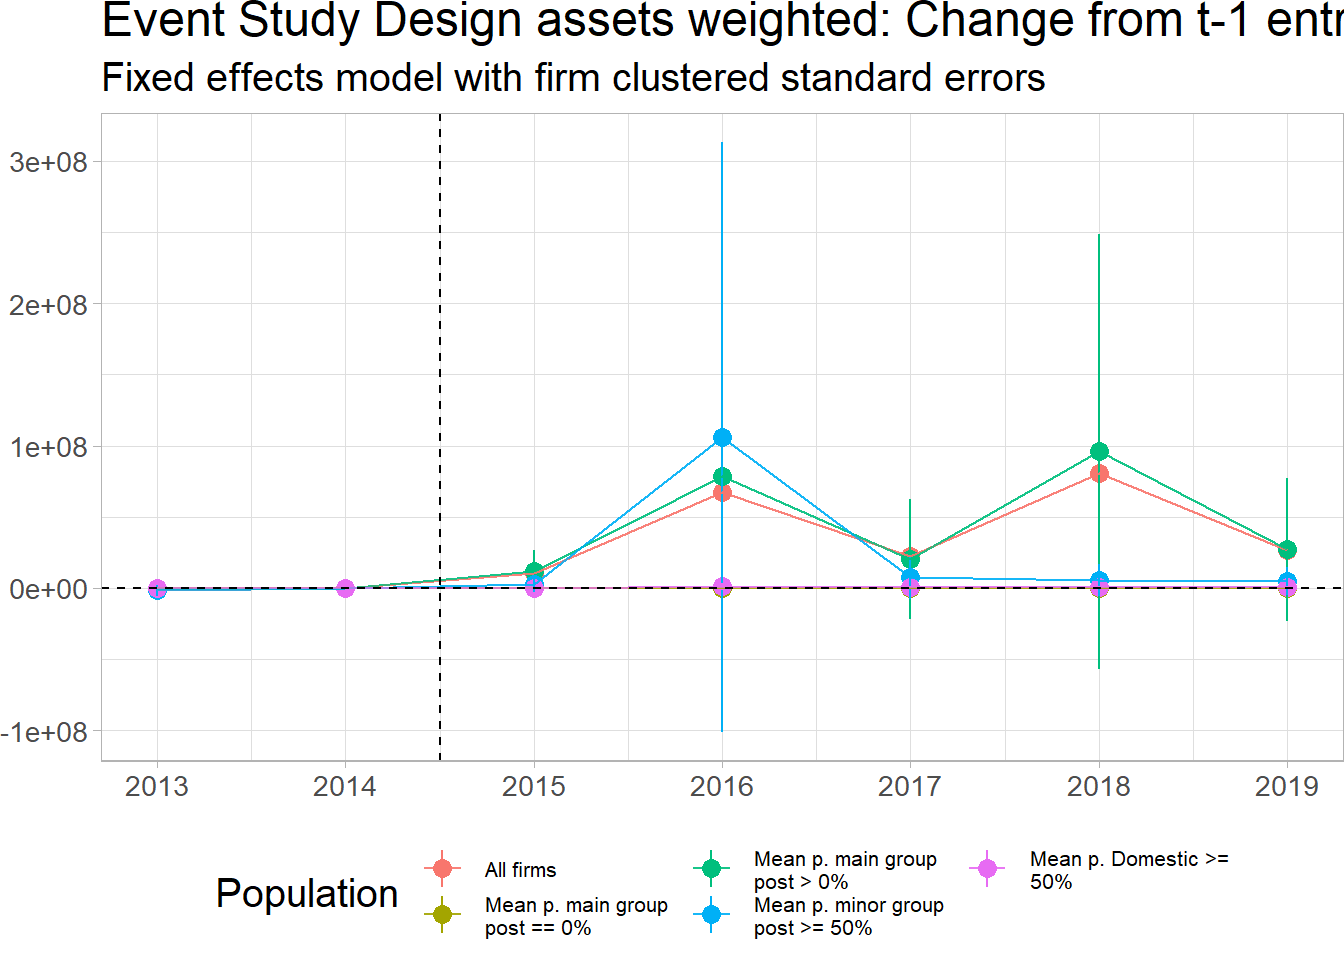 Event Study Design assets weighted: Change from t-1 entr
Fixed effects model with firm clustered standard errors
3e+08
2e+08
1e+08
0e+00
-1e+08
2013 2014 2015 2016 2017 2018 2019
Population
All firms
Mean p. main group
post == 0%
Mean p. main group
post > 0%
Mean p. minor group
post >= 50%
Mean p. Domestic >=
50%